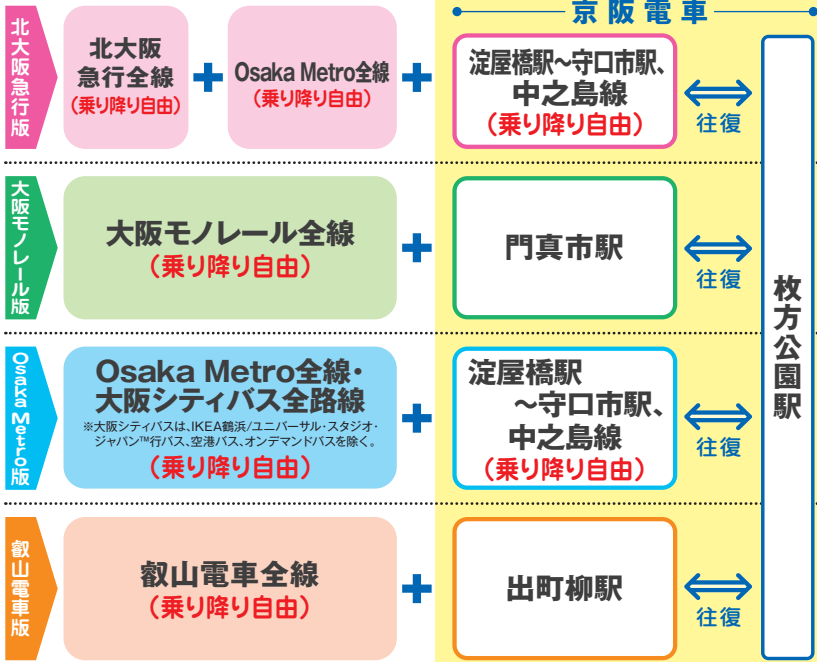 京阪電車
北大阪急行版
北大阪
急行全線
(乗り降り自由)
+
Osaka Metro全線
(乗り降り自由)
+
淀屋橋駅~守口市駅、
中之島線
(乗り降り自由)
往復
大阪モノレール版
大阪モノレール全線
(乗り降り自由)
+
門真市駅
往復
枚方公園駅
Osaka Metro版
Osaka Metro全線・
大阪シティバス全路線
※大阪シティバスは、IKEA鶴浜/ユニバーサル・スタジオ・
ジャパン™行バス、空港バス、オンデマンドバスを除く。
(乗り降り自由)
+
淀屋橋駅
~守口市駅、
中之島線
(乗り降り自由)
往復
叡山電車版
叡山電車全線
(乗り降り自由)
+
出町柳駅
往復